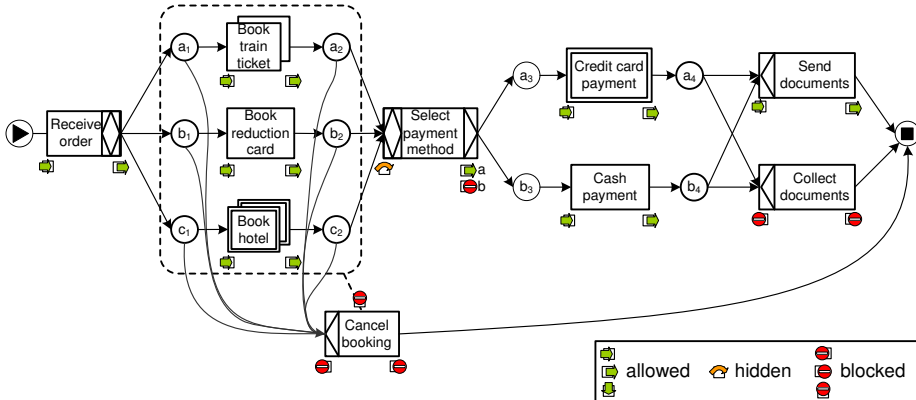 Receive
order
a1
Book
train
ticket
a2
b1
Book
reduction
card
b2
c1
Book
hotel
c2
Select
payment
method
a
b
a3
Credit card
payment
a4
b3
Cash
payment
b4
Send
documents
Collect
documents
Cancel
booking
allowed
hidden
blocked